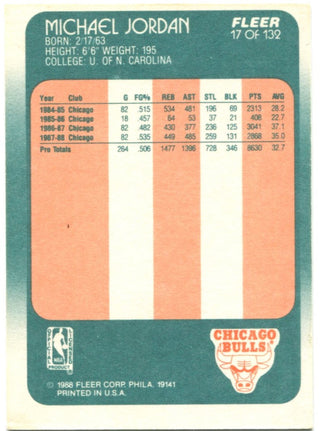 MICHAEL JORDAN
FLEER
17 OF 132
BORN: 2/17/63
HEIGHT: 6'6" WEIGHT: 195
COLLEGE: U. OF N. CAROLINA
Year Club G FG% REB AST STL BLK PTS AVG
1984-85 Chicago 82 .515 534 481 196 69 2313 28.2
1985-86 Chicago 18 .457 64 53 37 21 408 22.7
1986-87 Chicago 82 .482 430 377 236 125 3041 37.1
1987-88 Chicago 82 .535 449 485 259 131 2868 35.0
Pro Totals 264 .506 1477 1396 728 346 8630 32.7
OFFICIAL LICENSED
NBA
PRODUCT
CHICAGO
BULLS
© 1988 FLEER CORP. PHILA. 19141
PRINTED IN U.S.A.